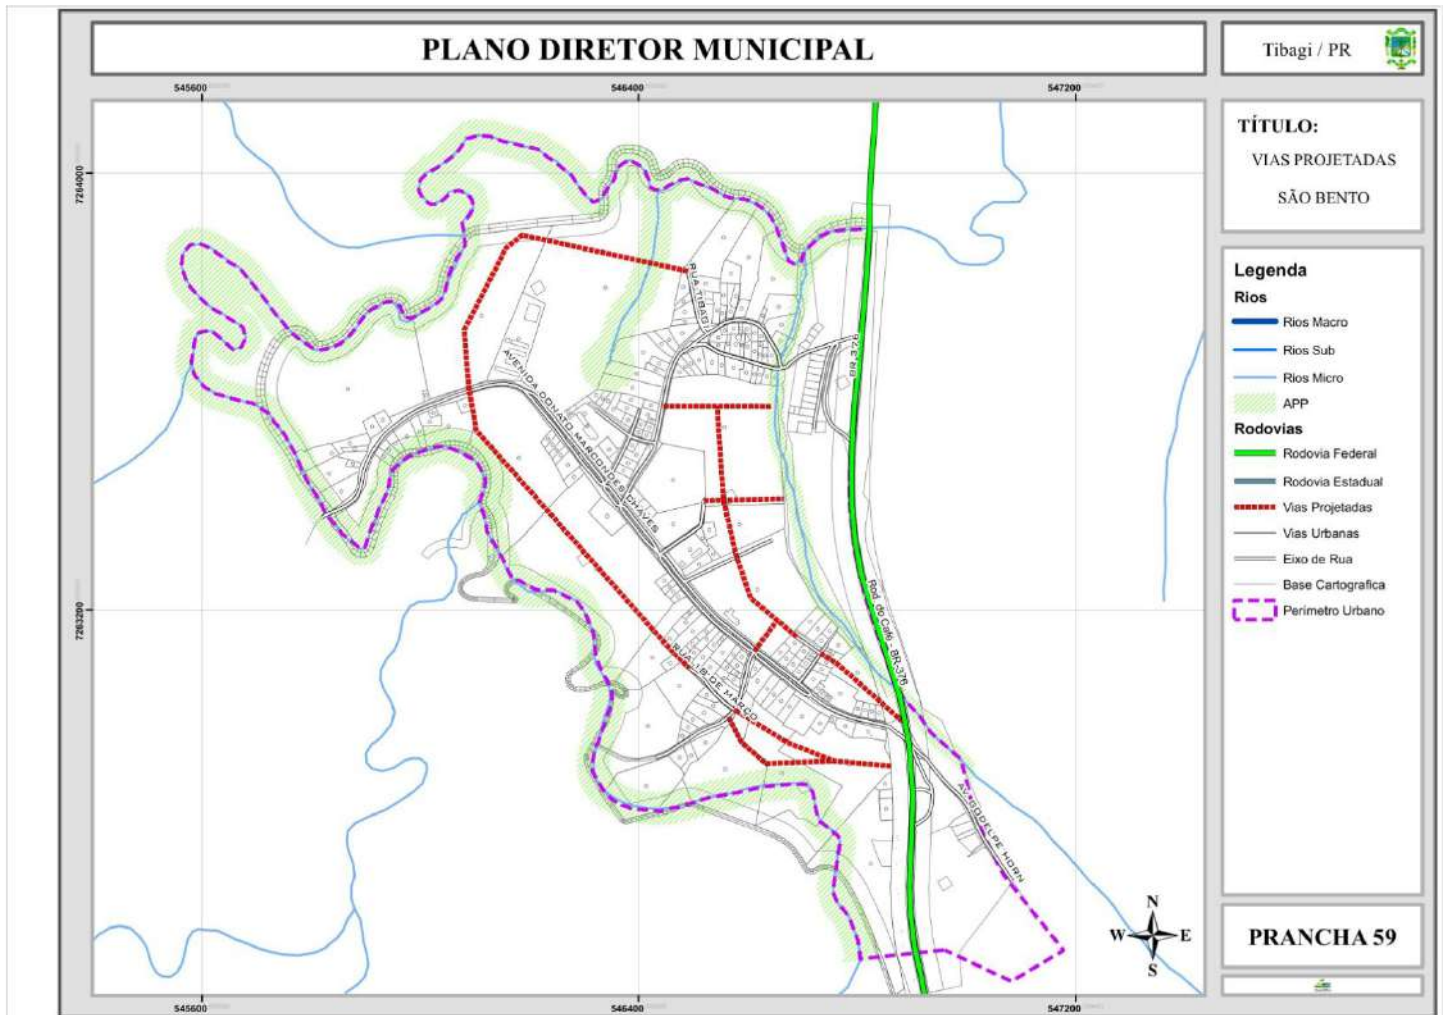 PLANO DIRETOR MUNICIPAL
Tibagi / PR
545600
546400
547200
TÍTULO:
VIAS PROJETADAS
SÃO BENTO
7264000
7263200
RUA TIBAGI
AVENIDA DONATO MARCONDES CHAVES
BR-376
Rod. do Café - BR-376
RUA 18 DE MARÇO
AV. GODELPE HORN
Legenda
Rios
Rios Macro
Rios Sub
Rios Micro
APP
Rodovias
Rodovia Federal
Rodovia Estadual
Vias Projetadas
Vias Urbanas
Eixo de Rua
Base Cartografica
Perímetro Urbano
N
W E
S
PRANCHA 59
545600
546400
547200